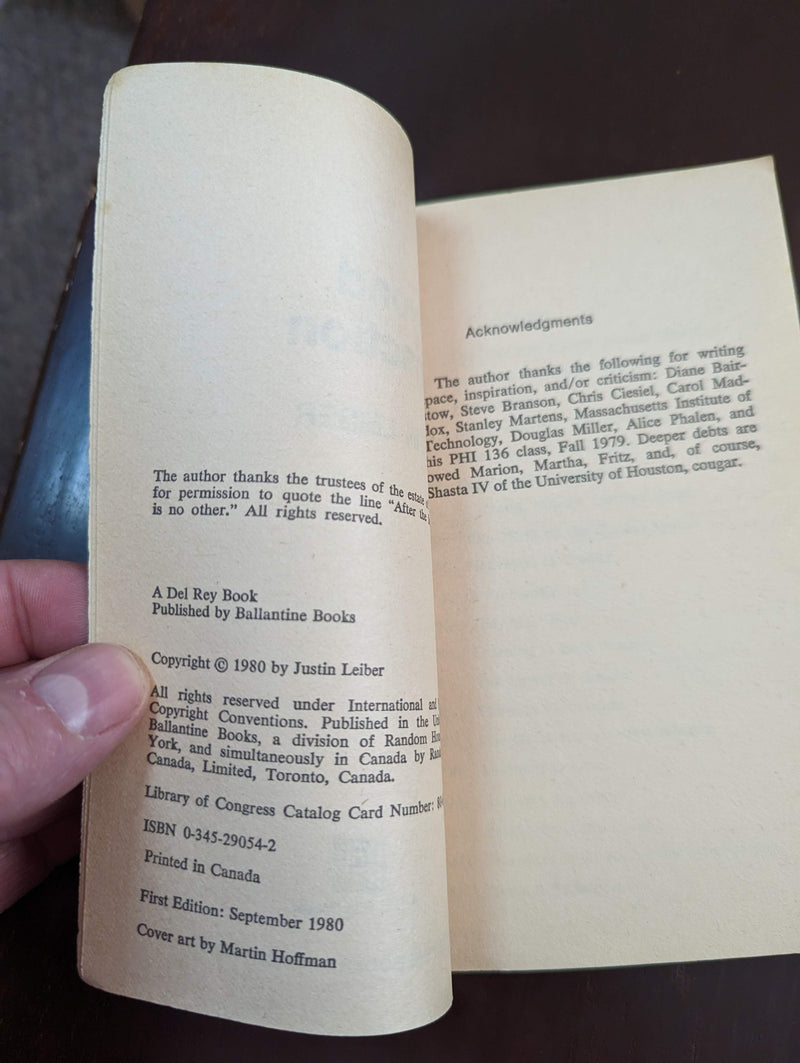 The author thanks the trustees of the estate
for permission to quote the line “After the
is no other.” All rights reserved.
A Del Rey Book
Published by Ballantine Books
Copyright © 1980 by Justin Leiber
All rights reserved under International and
Copyright Conventions. Published in the
Ballantine Books, a division of Random
York, and simultaneously in Canada by
Canada, Limited, Toronto, Canada.
Library of Congress Catalog Card Number:
ISBN 0-345-29054-2
Printed in Canada
First Edition: September 1980
Cover art by Martin Hoffman
Acknowledgments
The author thanks the following for writing
pace, inspiration, and/or criticism: Diane Bair-
tow, Steve Branson, Chris Ciesiel, Carol Mad-
dox, Stanley Martens, Massachusetts Institute of
Technology, Douglas Miller, Alice Phalen, and
his PHI 136 class, Fall 1979. Deeper debts are
owed Marion, Martha, Fritz, and, of course,
Shasta IV of the University of Houston, cougar.